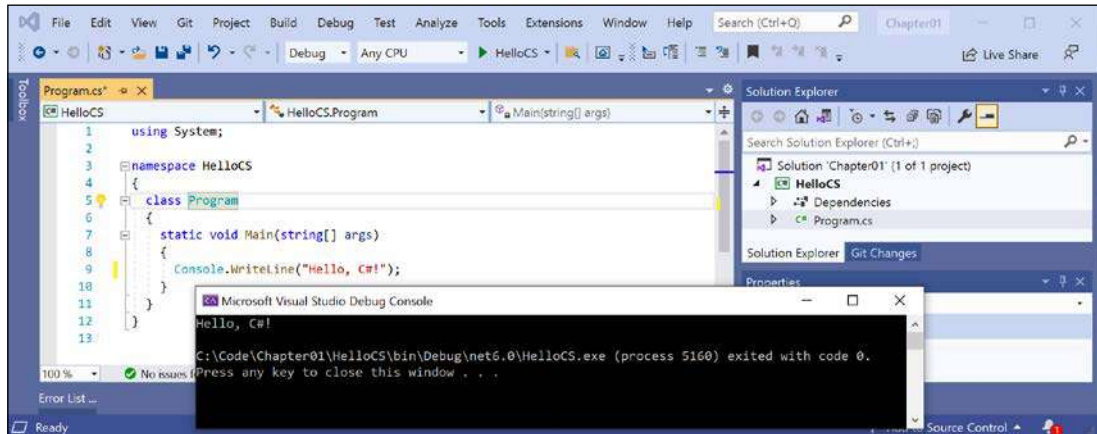 File Edit View Git Project Build Debug Test Analyze Tools Extensions Window Help Search (Ctrl+Q) Chapter01
Debug Any CPU HelloCS Live Share
Toolbox
Program.cs* Solution Explorer
HelloCS HelloCS.Program Main(string[] args)
Search Solution Explorer (Ctrl+;)
1 using System;
2
3 namespace HelloCS
4 {
5 class Program
6 {
7 static void Main(string[] args)
8 {
9 Console.WriteLine("Hello, C#!");
10 }
11 }
12 }
13
Solution 'Chapter01' (1 of 1 project)
HelloCS
Dependencies
C# Program.cs
Solution Explorer Git Changes
Properties
Microsoft Visual Studio Debug Console
Hello, C#!
C:\Code\Chapter01\HelloCS\bin\Debug\net6.0\HelloCS.exe (process 5160) exited with code 0.
Press any key to close this window . . .
100 % No issues
Error List ...
Ready Source Control